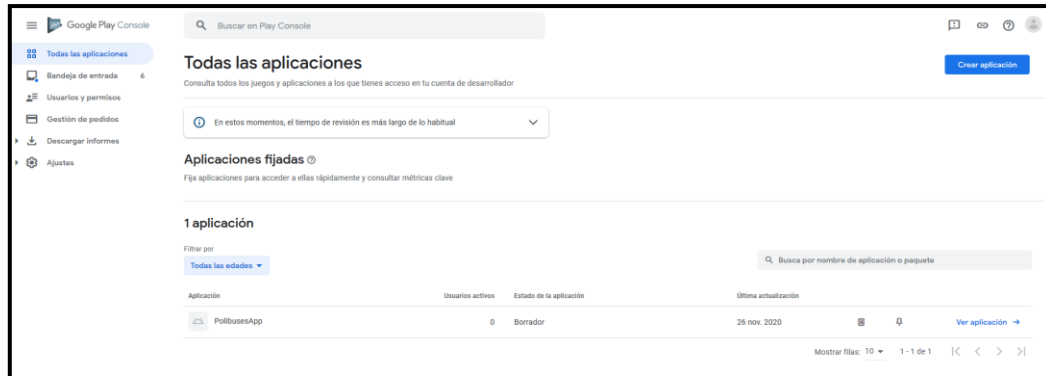 Google Play Console
Buscar en Play Console
Todas las aplicaciones
Bandeja de entrada 6
Usuarios y permisos
Gestión de pedidos
Descargar informes
Ajustes
Todas las aplicaciones
Crear aplicación
Consulta todos los juegos y aplicaciones a los que tienes acceso en tu cuenta de desarrollador
En estos momentos, el tiempo de revisión es más largo de lo habitual
Aplicaciones fijadas
Fija aplicaciones para acceder a ellas rápidamente y consultar métricas clave
1 aplicación
Filtrar por
Todas las edades
Busca por nombre de aplicación o paquete
Aplicación Usuarios activos Estado de la aplicación Última actualización
PolibusesApp 0 Borrador 26 nov. 2020 Ver aplicación →
Mostrar filas: 10 1 - 1 de 1